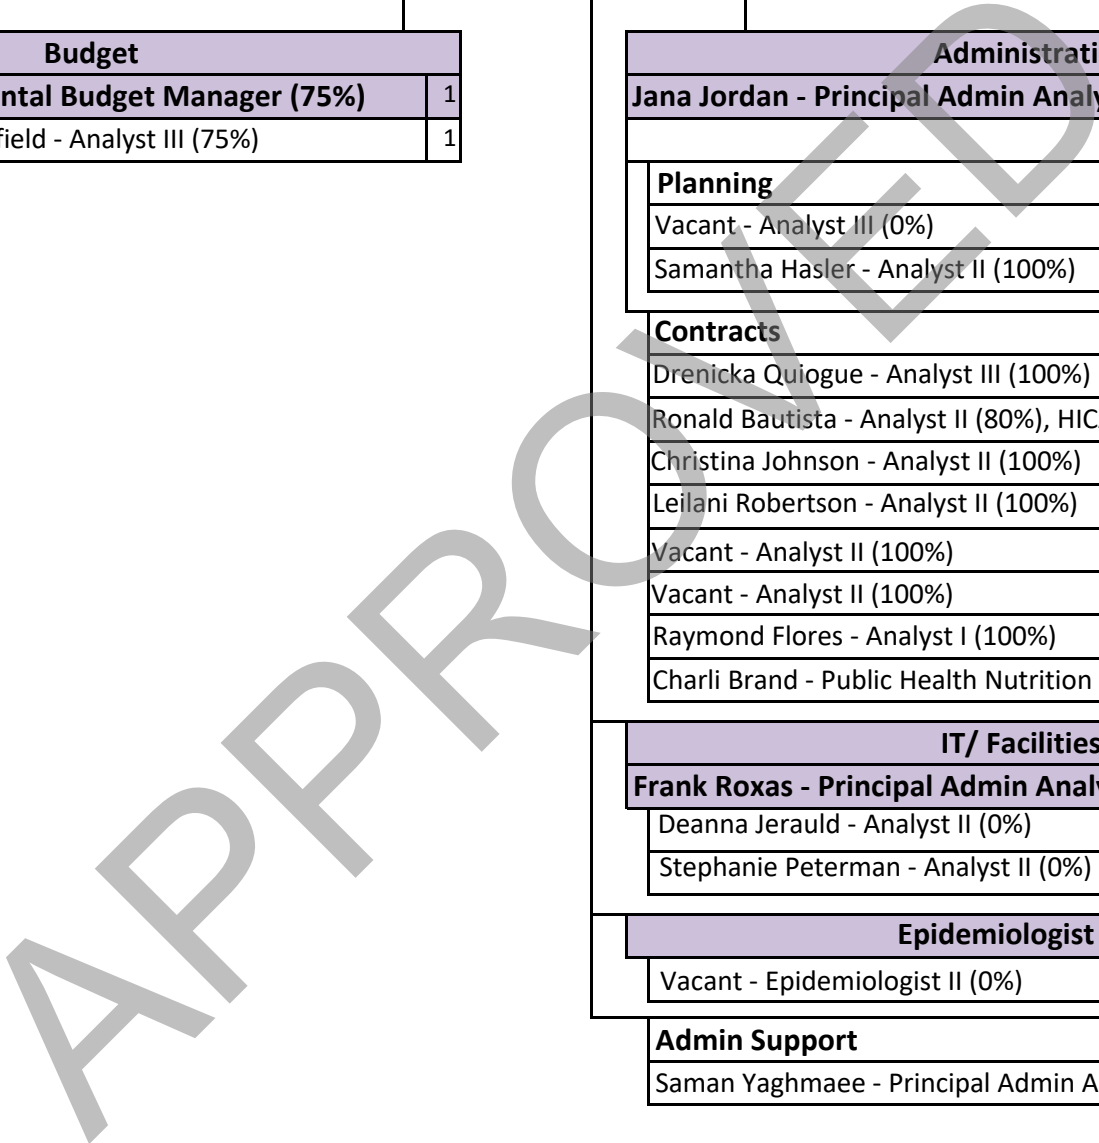 Budget
ntal Budget Manager (75%) 1
field - Analyst III (75%) 1
Administrati
Jana Jordan - Principal Admin Analy
Planning
Vacant - Analyst III (0%)
Samantha Hasler - Analyst II (100%)
Contracts
Drenicka Quiogue - Analyst III (100%)
Ronald Bautista - Analyst II (80%), HIC
Christina Johnson - Analyst II (100%)
Leilani Robertson - Analyst II (100%)
Vacant - Analyst II (100%)
Vacant - Analyst II (100%)
Raymond Flores - Analyst I (100%)
Charli Brand - Public Health Nutrition
IT/ Facilities
Frank Roxas - Principal Admin Analy
Deanna Jerauld - Analyst II (0%)
Stephanie Peterman - Analyst II (0%)
Epidemiologist
Vacant - Epidemiologist II (0%)
Admin Support
Saman Yaghmaee - Principal Admin A
APPROVED